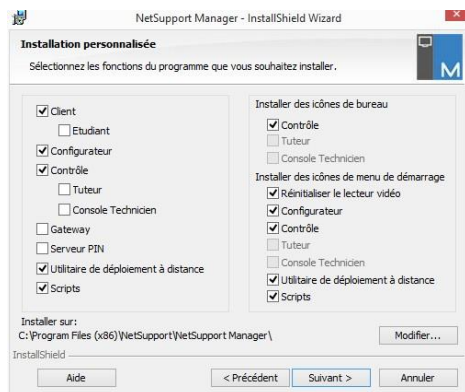 NetSupport Manager - InstallShield Wizard
Installation personnalisée
Sélectionnez les fonctions du programme que vous souhaitez installer.
M
Client
Etudiant
Configurateur
Contrôle
Tuteur
Console Technicien
Gateway
Serveur PIN
Utilitaire de déploiement à distance
Scripts
Installer des icônes de bureau
Contrôle
Tuteur
Console Technicien
Installer des icônes de menu de démarrage
Réinitialiser le lecteur vidéo
Configurateur
Contrôle
Tuteur
Console Technicien
Utilitaire de déploiement à distance
Scripts
Installer sur:
C:\Program Files (x86)\NetSupport\NetSupport Manager\
Modifier...
InstallShield
Aide
< Précédent
Suivant >
Annuler